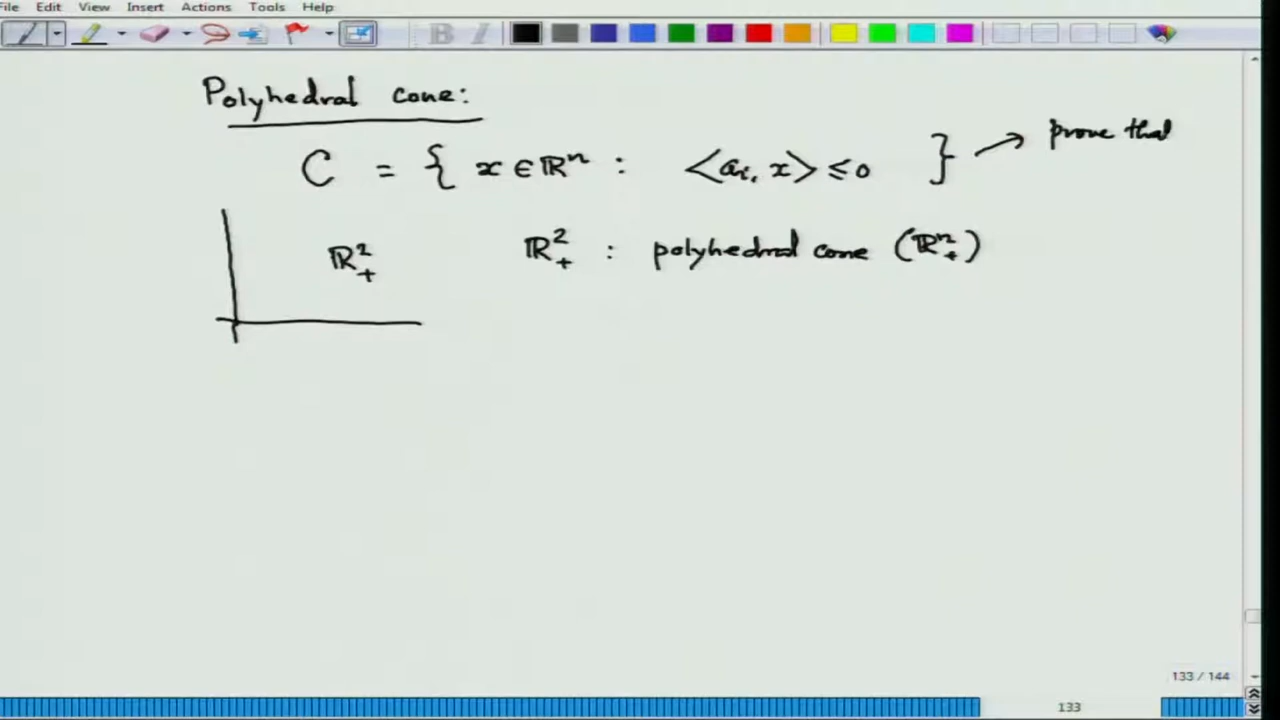 File Edit View Insert Actions Tools Help
B I
Polyhedral cone:
C = { x ∈ ℝⁿ : <aᵢ, x> ≤ 0 } → prove that
ℝ²₊ ℝ²₊ : polyhedral cone (ℝⁿ₊)
133 / 144
133